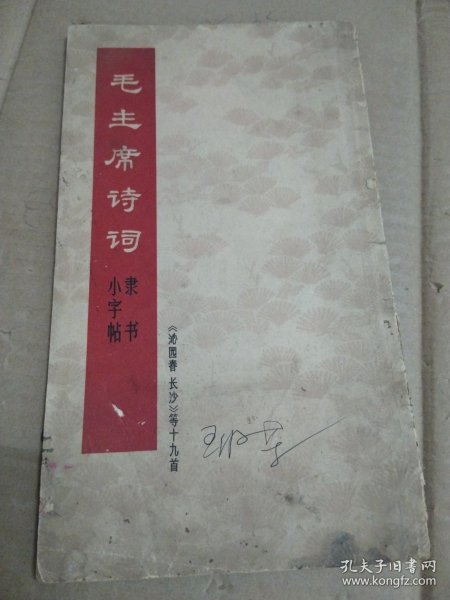 毛主席诗词
隶书
小字帖
《沁园春 长沙》等十九首
孔夫子旧书网
www.kongfz.com